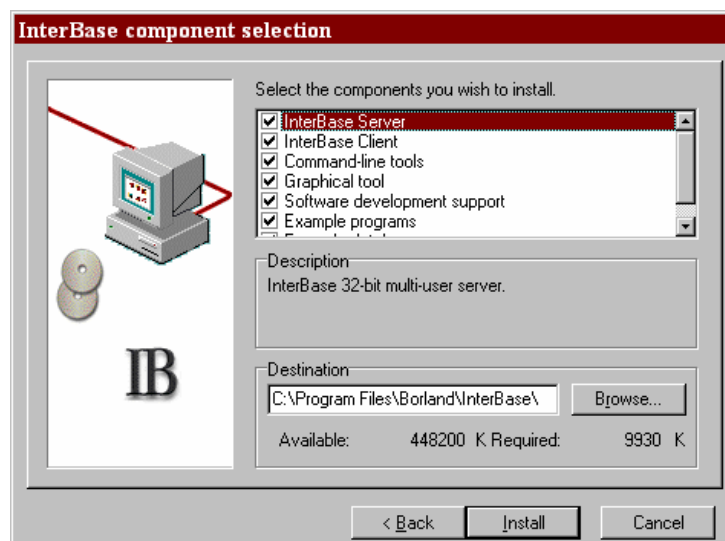 InterBase component selection
Select the components you wish to install.
InterBase Server
InterBase Client
Command-line tools
Graphical tool
Software development support
Example programs
Description
InterBase 32-bit multi-user server.
IB
Destination
C:\Program Files\Borland\InterBase\
Browse...
Available: 448200 K Required: 9930 K
< Back
Install
Cancel